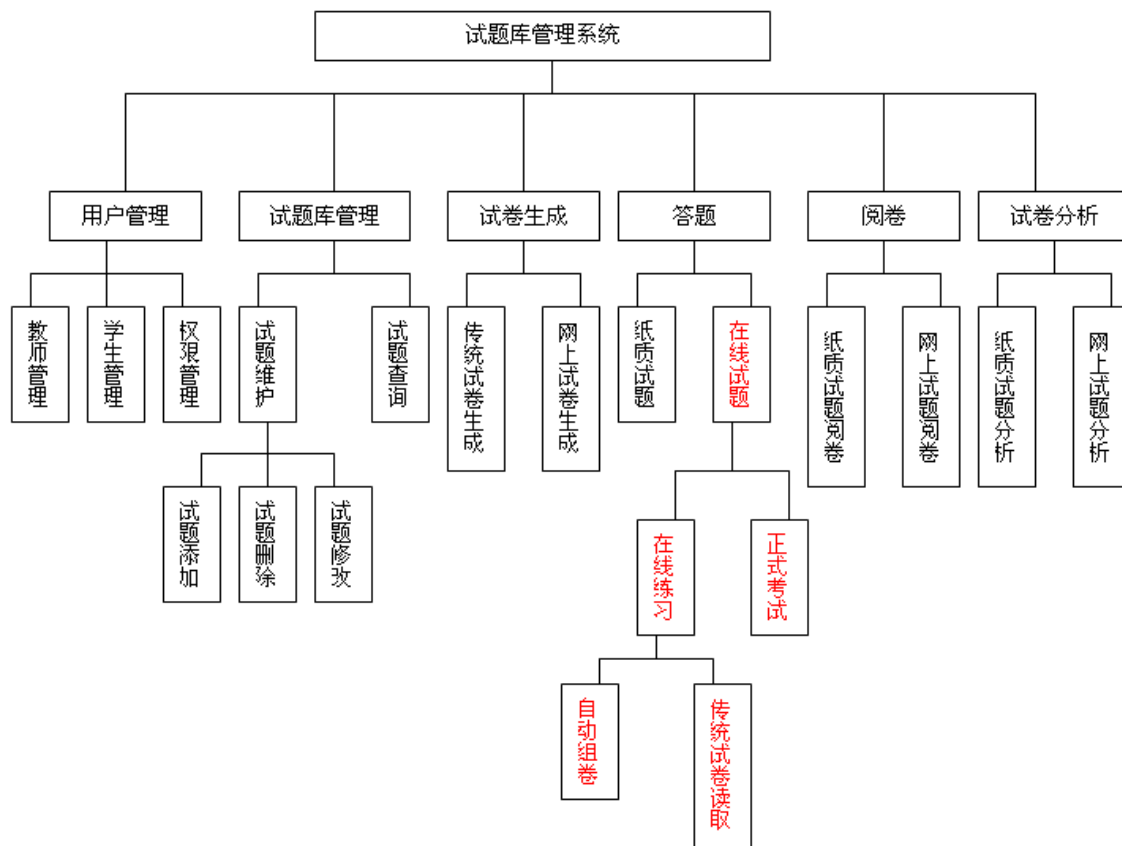 试题库管理系统
用户管理
试题库管理
试卷生成
答题
阅卷
试卷分析
教师管理
学生管理
权限管理
试题维护
试题查询
传统试卷生成
网上试卷生成
纸质试题
在线试题
纸质试题阅卷
网上试题阅卷
纸质试题分析
网上试题分析
试题添加
试题删除
试题修改
在线练习
正式考试
自动组卷
传统试卷读取